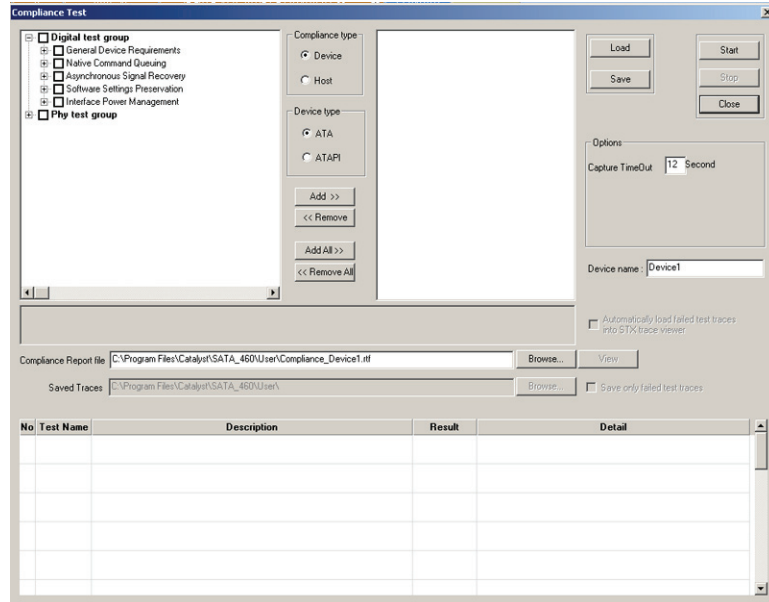 Compliance Test
Digital test group
General Device Requirements
Native Command Queuing
Asynchronous Signal Recovery
Software Settings Preservation
Interface Power Management
Phy test group
Compliance type
Device
Host
Device type
ATA
ATAPI
Add >>
<< Remove
Add All >>
<< Remove All
Load
Save
Start
Stop
Close
Options
Capture TimeOut 12 Second
Device name : Device1
Automatically load failed test traces
into STX trace viewer
Compliance Report file C:\Program Files\Catalyst\SATA_460\User\Compliance_Device1.rtf Browse... View
Saved Traces C:\Program Files\Catalyst\SATA_460\User\ Browse... Save only failed test traces
No Test Name Description Result Detail